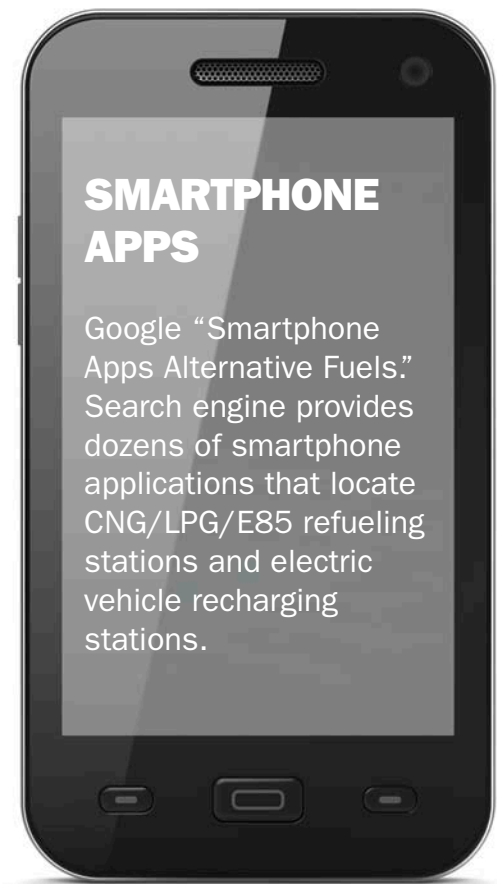 SMARTPHONE
APPS
Google “Smartphone
Apps Alternative Fuels.”
Search engine provides
dozens of smartphone
applications that locate
CNG/LPG/E85 refueling
stations and electric
vehicle recharging
stations.